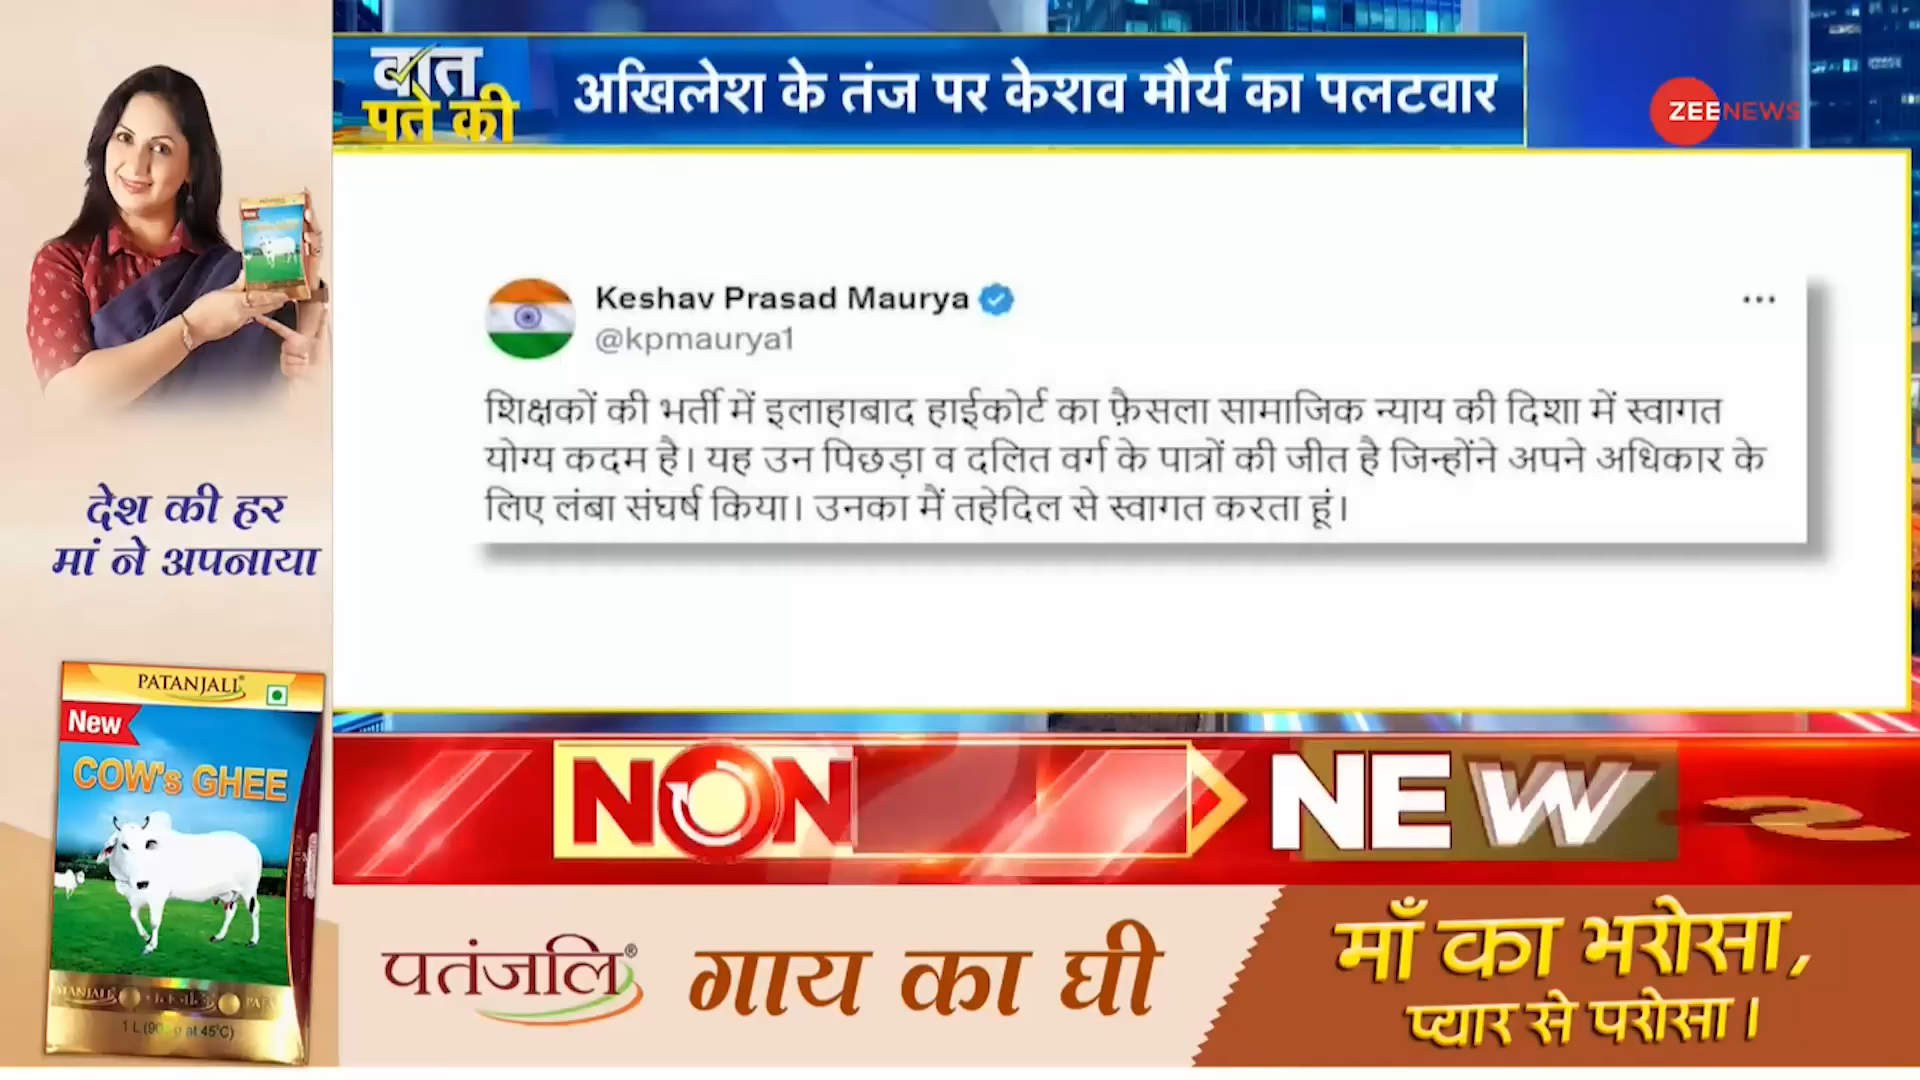 बात
पते की
अखिलेश के तंज पर केशव मौर्य का पलटवार
ZEENEWS
Keshav Prasad Maurya
@kpmaurya1
शिक्षकों की भर्ती में इलाहाबाद हाईकोर्ट का फ़ैसला सामाजिक न्याय की दिशा में स्वागत
योग्य कदम है। यह उन पिछड़ा व दलित वर्ग के पात्रों की जीत है जिन्होंने अपने अधिकार के
लिए लंबा संघर्ष किया। उनका मैं तहेदिल से स्वागत करता हूं।
देश की हर
मां ने अपनाया
PATANJALI
New
COW's GHEE
NON
NEW
पतंजलि® गाय का घी
माँ का भरोसा,
प्यार से परोसा।